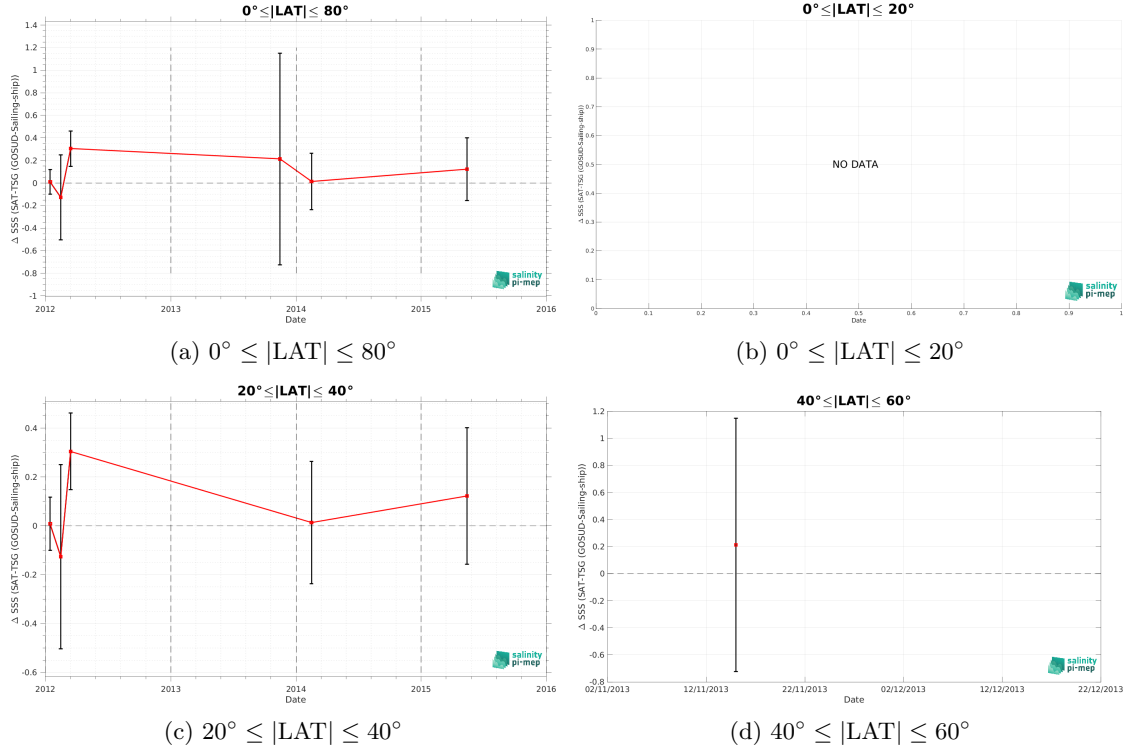 0°≤|LAT|≤ 80°
1.4
1.2
1
0.8
0.6
0.4
0.2
0
-0.2
-0.4
-0.6
-0.8
-1
Δ SSS (SAT-TSG (GOSUD-Sailing-ship))
2012
2013
2014
2015
2016
Date
salinity
pi-mep
(a) 0° ≤ |LAT| ≤ 80°
0°≤|LAT|≤ 20°
1
0.9
0.8
0.7
0.6
0.5
0.4
0.3
0.2
0.1
0
Δ SSS (SAT-TSG (GOSUD-Sailing-ship))
NO DATA
0
0.1
0.2
0.3
0.4
0.5
0.6
0.7
0.8
0.9
1
Date
salinity
pi-mep
(b) 0° ≤ |LAT| ≤ 20°
20°≤|LAT|≤ 40°
0.4
0.2
0
-0.2
-0.4
-0.6
Δ SSS (SAT-TSG (GOSUD-Sailing-ship))
2012
2013
2014
2015
2016
Date
salinity
pi-mep
(c) 20° ≤ |LAT| ≤ 40°
40°≤|LAT|≤ 60°
1.2
1
0.8
0.6
0.4
0.2
0
-0.2
-0.4
-0.6
-0.8
Δ SSS (SAT-TSG (GOSUD-Sailing-ship))
02/11/2013
12/11/2013
22/11/2013
02/12/2013
12/12/2013
22/12/2013
Date
salinity
pi-mep
(d) 40° ≤ |LAT| ≤ 60°